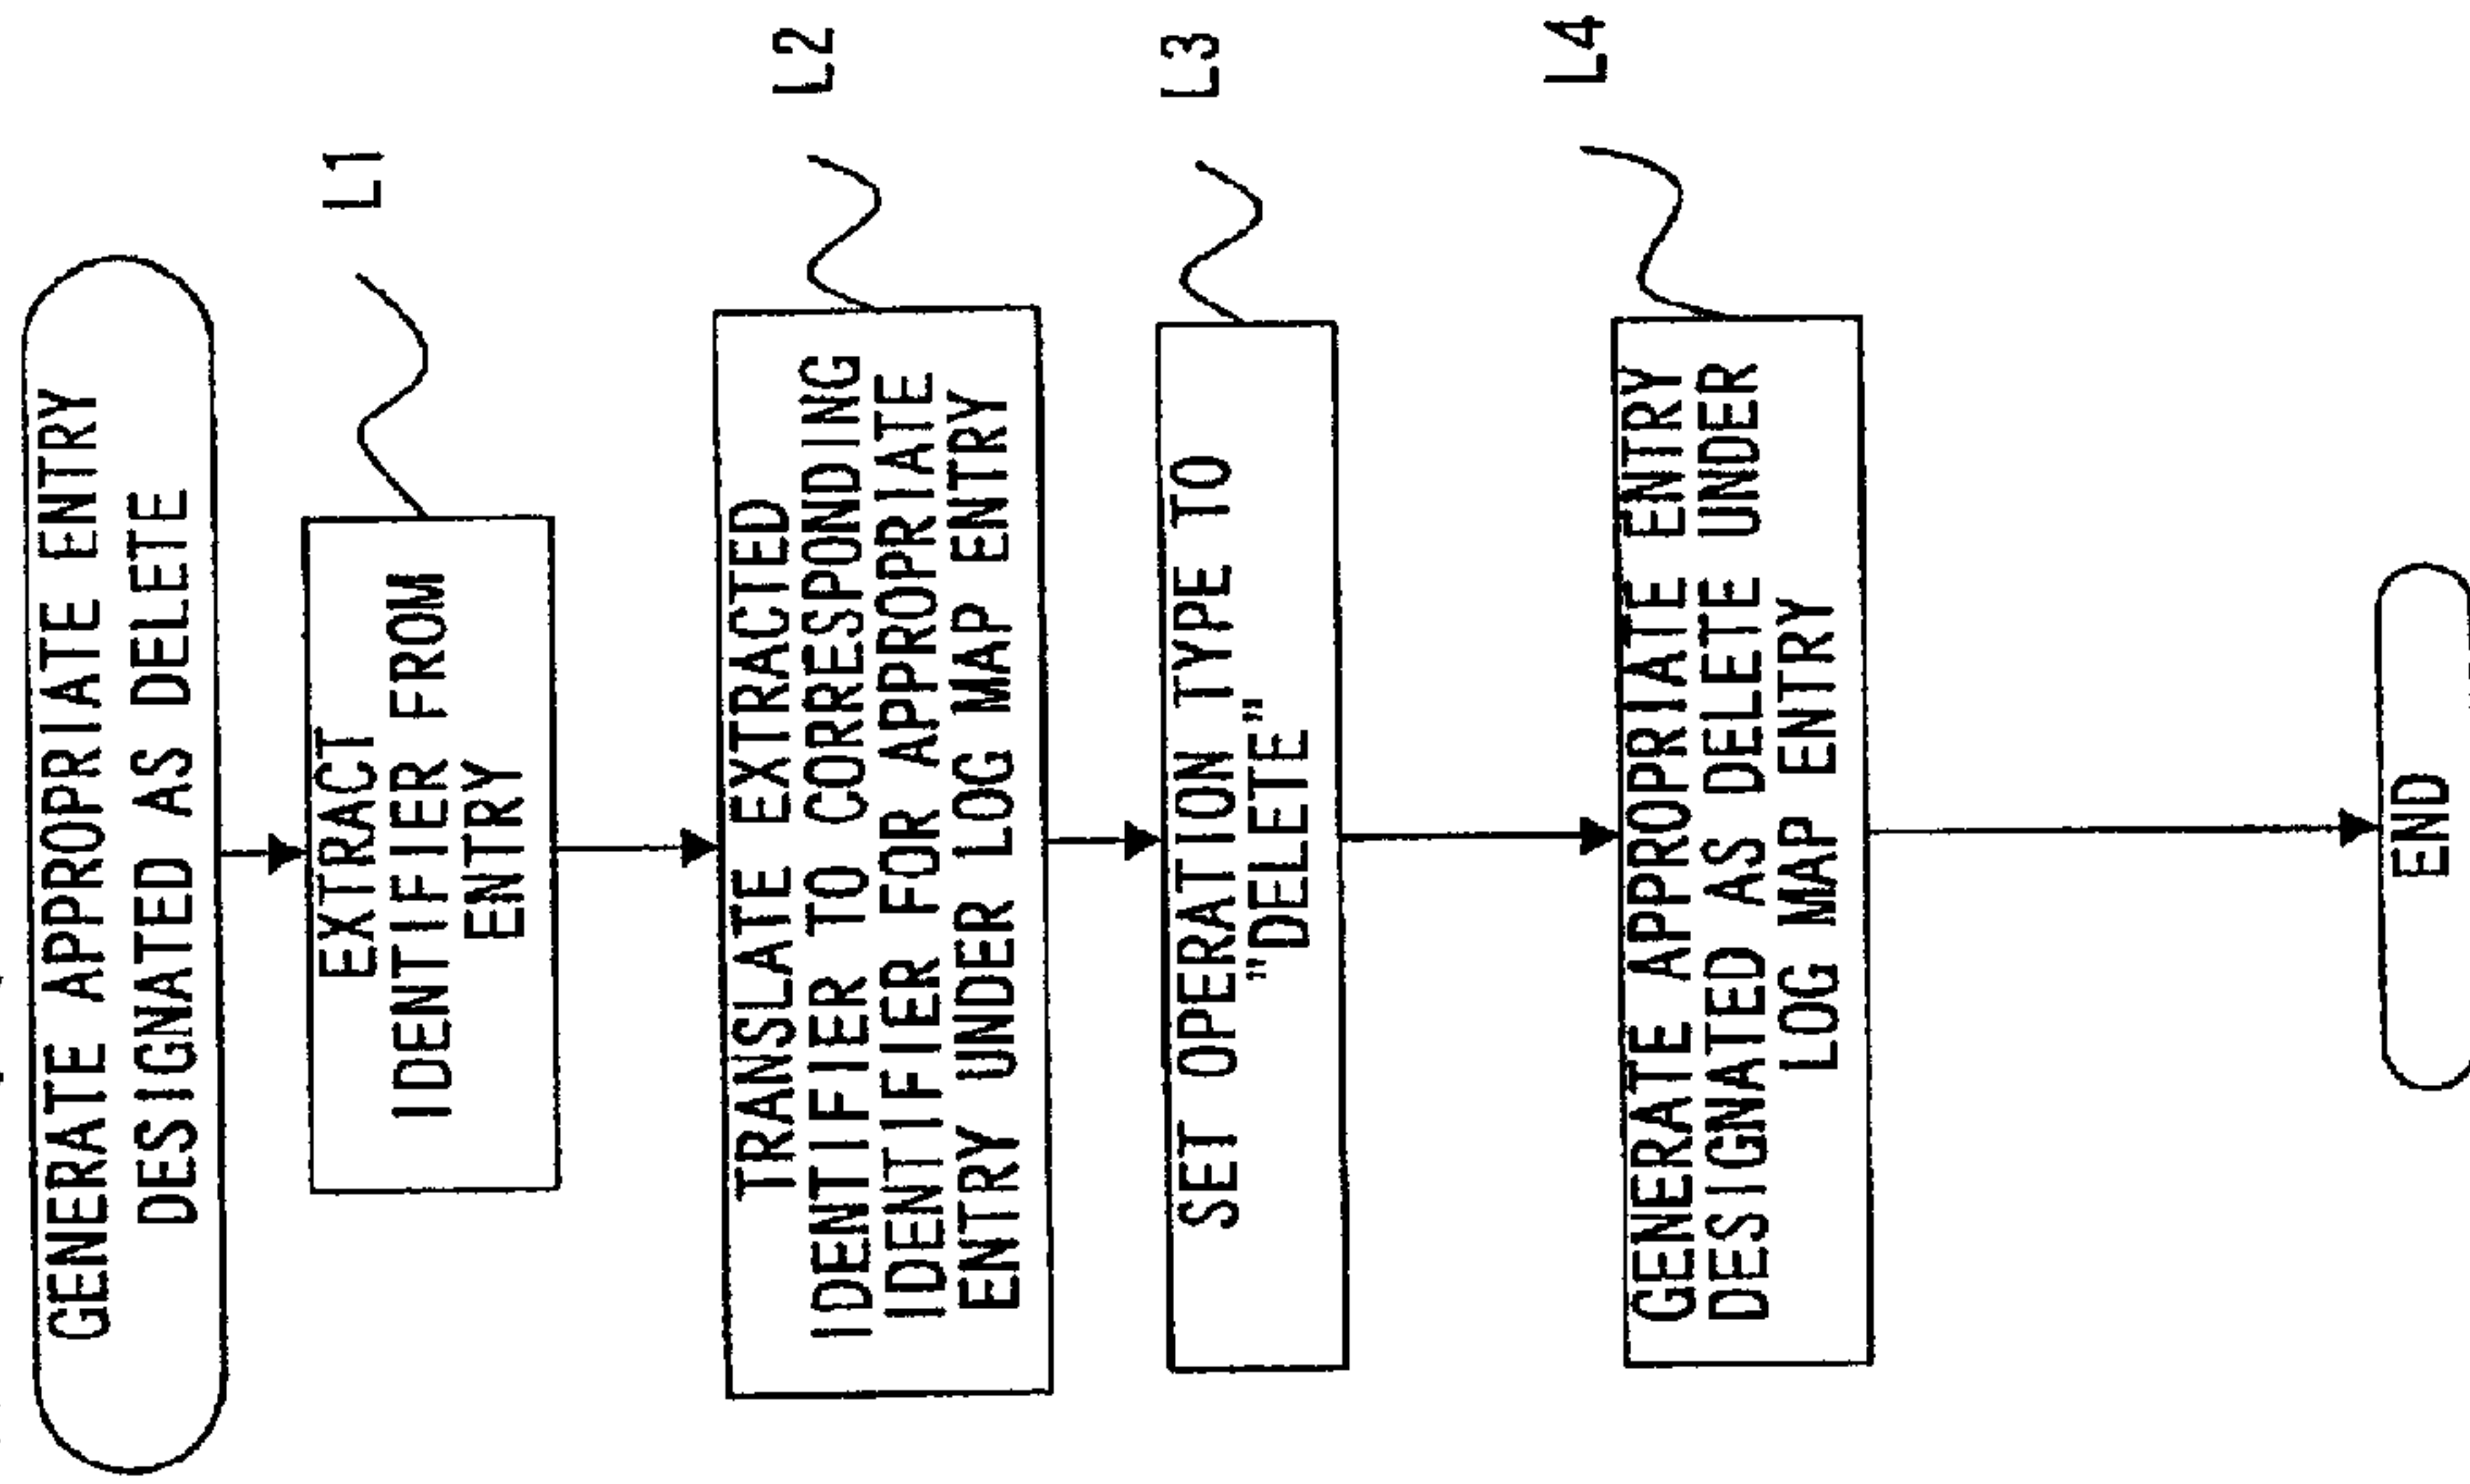 GENERATE APPROPRIATE ENTRY
DESIGNATED AS DELETE
L1
EXTRACT
IDENTIFIER FROM
ENTRY
L2
TRANSLATE EXTRACTED
IDENTIFIER TO CORRESPONDING
IDENTIFIER FOR APPROPRIATE
ENTRY UNDER LOG MAP ENTRY
L3
SET OPERATION TYPE TO
"DELETE"
L4
GENERATE APPROPRIATE ENTRY
DESIGNATED AS DELETE UNDER
LOG MAP ENTRY
END